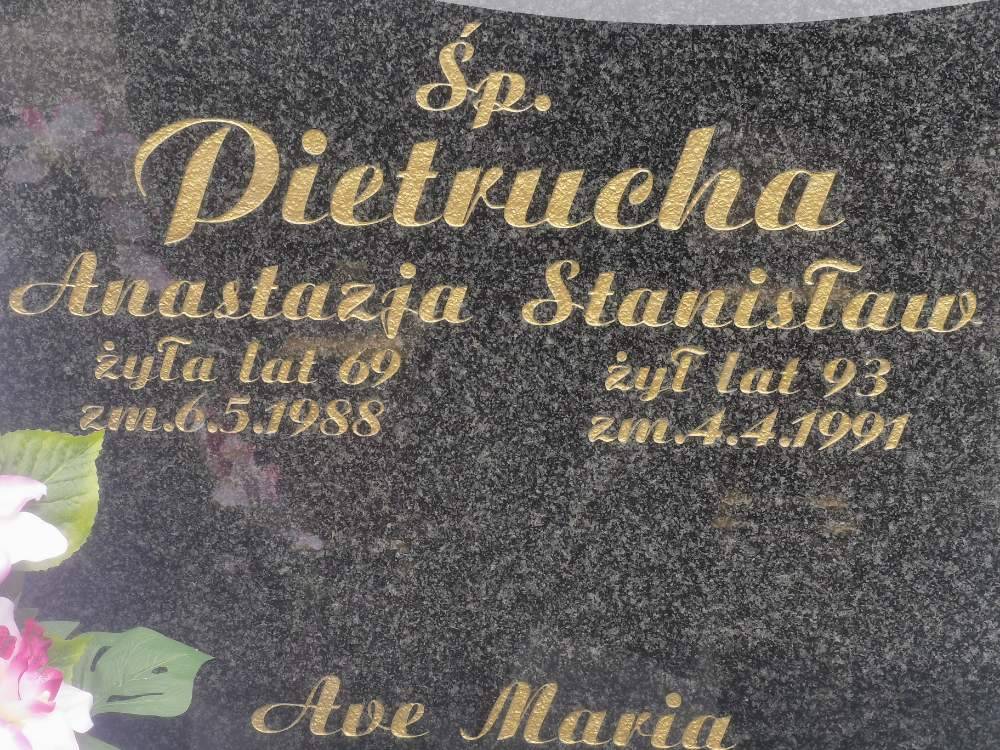 Śp.
Pietrucha
Anastazja Stanisław
żyła lat 69 żył lat 93
zm.6.5.1988 zm.4.4.1991
Ave Maria